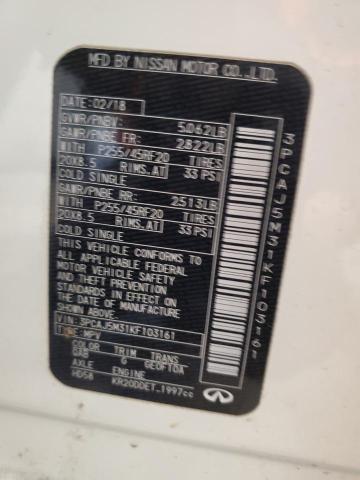 MFD BY NISSAN MOTOR CO.,LTD.
DATE:02/18
GVWR/PNBV: 5062LB
GAWR/PNBE FR: 2822LB
WITH P255/45RF20 TIRES
20X8.5 RIMS,AT 33 PSI
COLD SINGLE
GAWR/PNBE RR: 2513LB
WITH P255/45RF20 TIRES
20X8.5 RIMS,AT 33 PSI
COLD SINGLE
THIS VEHICLE CONFORMS TO
ALL APPLICABLE FEDERAL
MOTOR VEHICLE SAFETY
AND THEFT PREVENTION
STANDARDS IN EFFECT ON
THE DATE OF MANUFACTURE
SHOWN ABOVE.
VIN: 3PCAJ5M31KF103161
TYPE: MPV
COLOR TRIM TRANS
QAB G GE0F10A
AXLE ENGINE
HD58 KR20DDET 1997cc
INFINITI
3PCAJ5M31KF103161